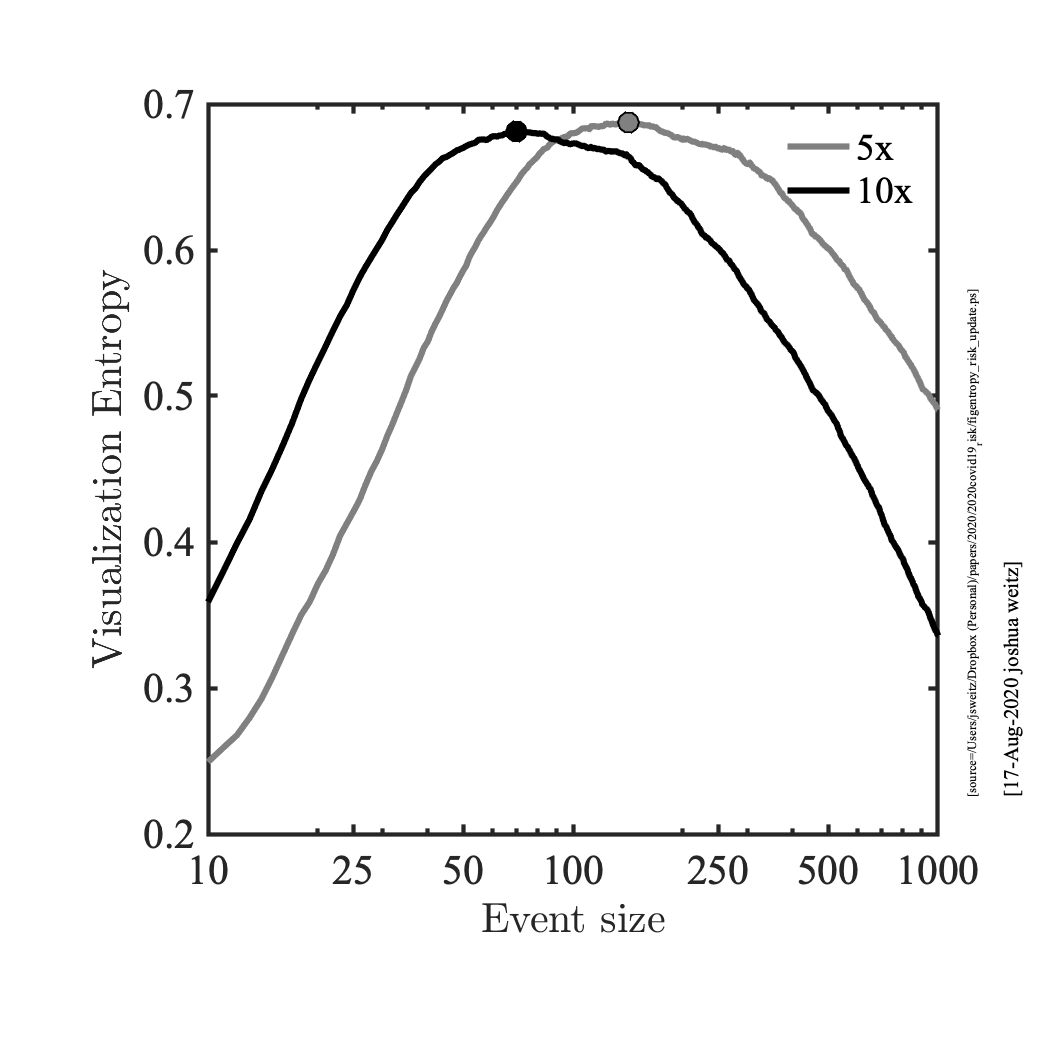 0.7
0.6
0.5
0.4
0.3
0.2
Visualization Entropy
10 25 50 100 250 500 1000
Event size
5x
10x
[source=/Users/jsweitz/Dropbox (Personal)/papers/2020/2020covid19_risk/figentropy_risk_update.ps]
[17-Aug-2020 joshua weitz]